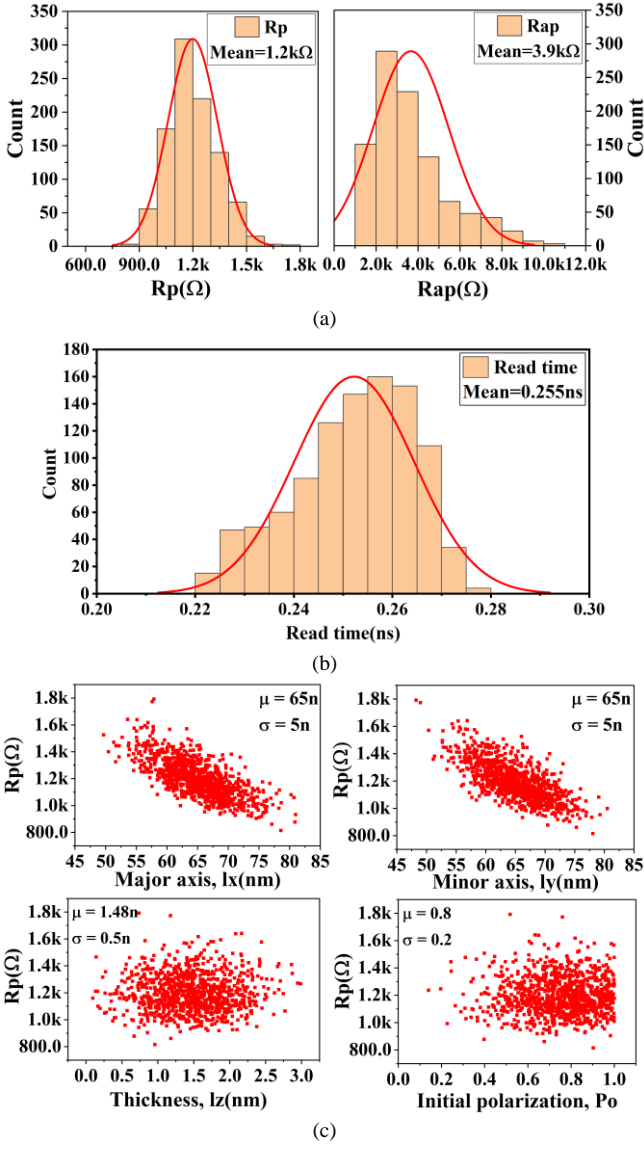 Rp
Mean=1.2kΩ
350
300
250
200
150
100
50
0
Count
600.0 900.0 1.2k 1.5k 1.8k
Rp(Ω)
Rap
Mean=3.9kΩ
350
300
250
200
150
100
50
0
Count
0.0 2.0k 4.0k 6.0k 8.0k 10.0k 12.0k
Rap(Ω)
(a)
Read time
Mean=0.255ns
180
160
140
120
100
80
60
40
20
0
Count
0.20 0.22 0.24 0.26 0.28 0.30
Read time(ns)
(b)
μ = 65n
σ = 5n
1.8k
1.6k
1.4k
1.2k
1.0k
800.0
Rp(Ω)
45 50 55 60 65 70 75 80 85
Major axis, lx(nm)
μ = 65n
σ = 5n
1.8k
1.6k
1.4k
1.2k
1.0k
800.0
Rp(Ω)
45 50 55 60 65 70 75 80 85
Minor axis, ly(nm)
μ = 1.48n
σ = 0.5n
1.8k
1.6k
1.4k
1.2k
1.0k
800.0
Rp(Ω)
0.0 0.5 1.0 1.5 2.0 2.5 3.0
Thickness, lz(nm)
μ = 0.8
σ = 0.2
1.8k
1.6k
1.4k
1.2k
1.0k
800.0
Rp(Ω)
0.0 0.2 0.4 0.6 0.8 1.0
Initial polarization, Po
(c)